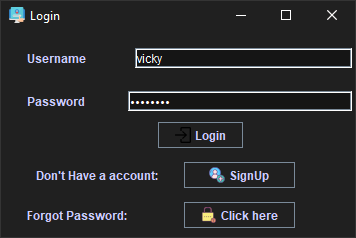 Login
Username vicky
Password ••••••••
Login
Don't Have a account: SignUp
Forgot Password: Click here